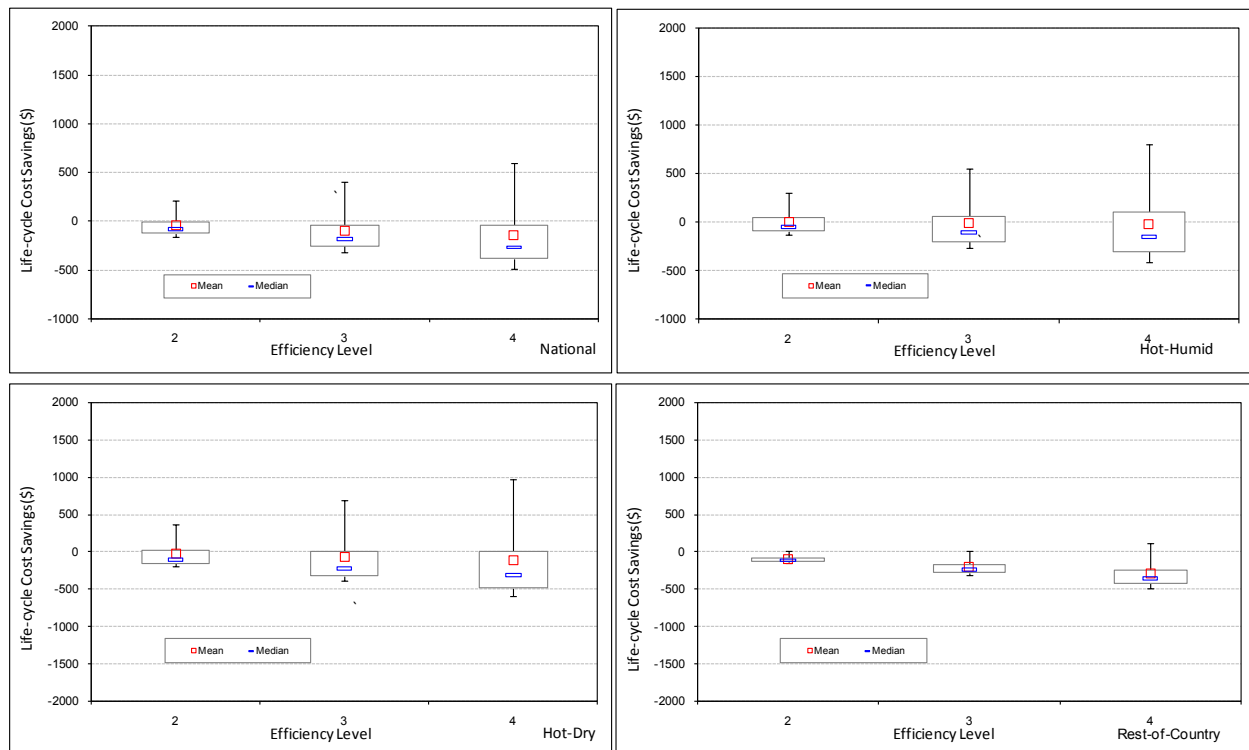 2000
1500
1000
500
0
-500
-1000
Life-cycle Cost Savings($)
Mean Median
2 3 4
Efficiency Level
National
2000
1500
1000
500
0
-500
-1000
Life-cycle Cost Savings($)
Mean Median
2 3 4
Efficiency Level
Hot-Humid
2000
1500
1000
500
0
-500
-1000
-1500
-2000
Life-cycle Cost Savings($)
Mean Median
2 3 4
Efficiency Level
Hot-Dry
2000
1500
1000
500
0
-500
-1000
-1500
-2000
Life-cycle Cost Savings($)
Mean Median
2 3 4
Efficiency Level
Rest-of-Country